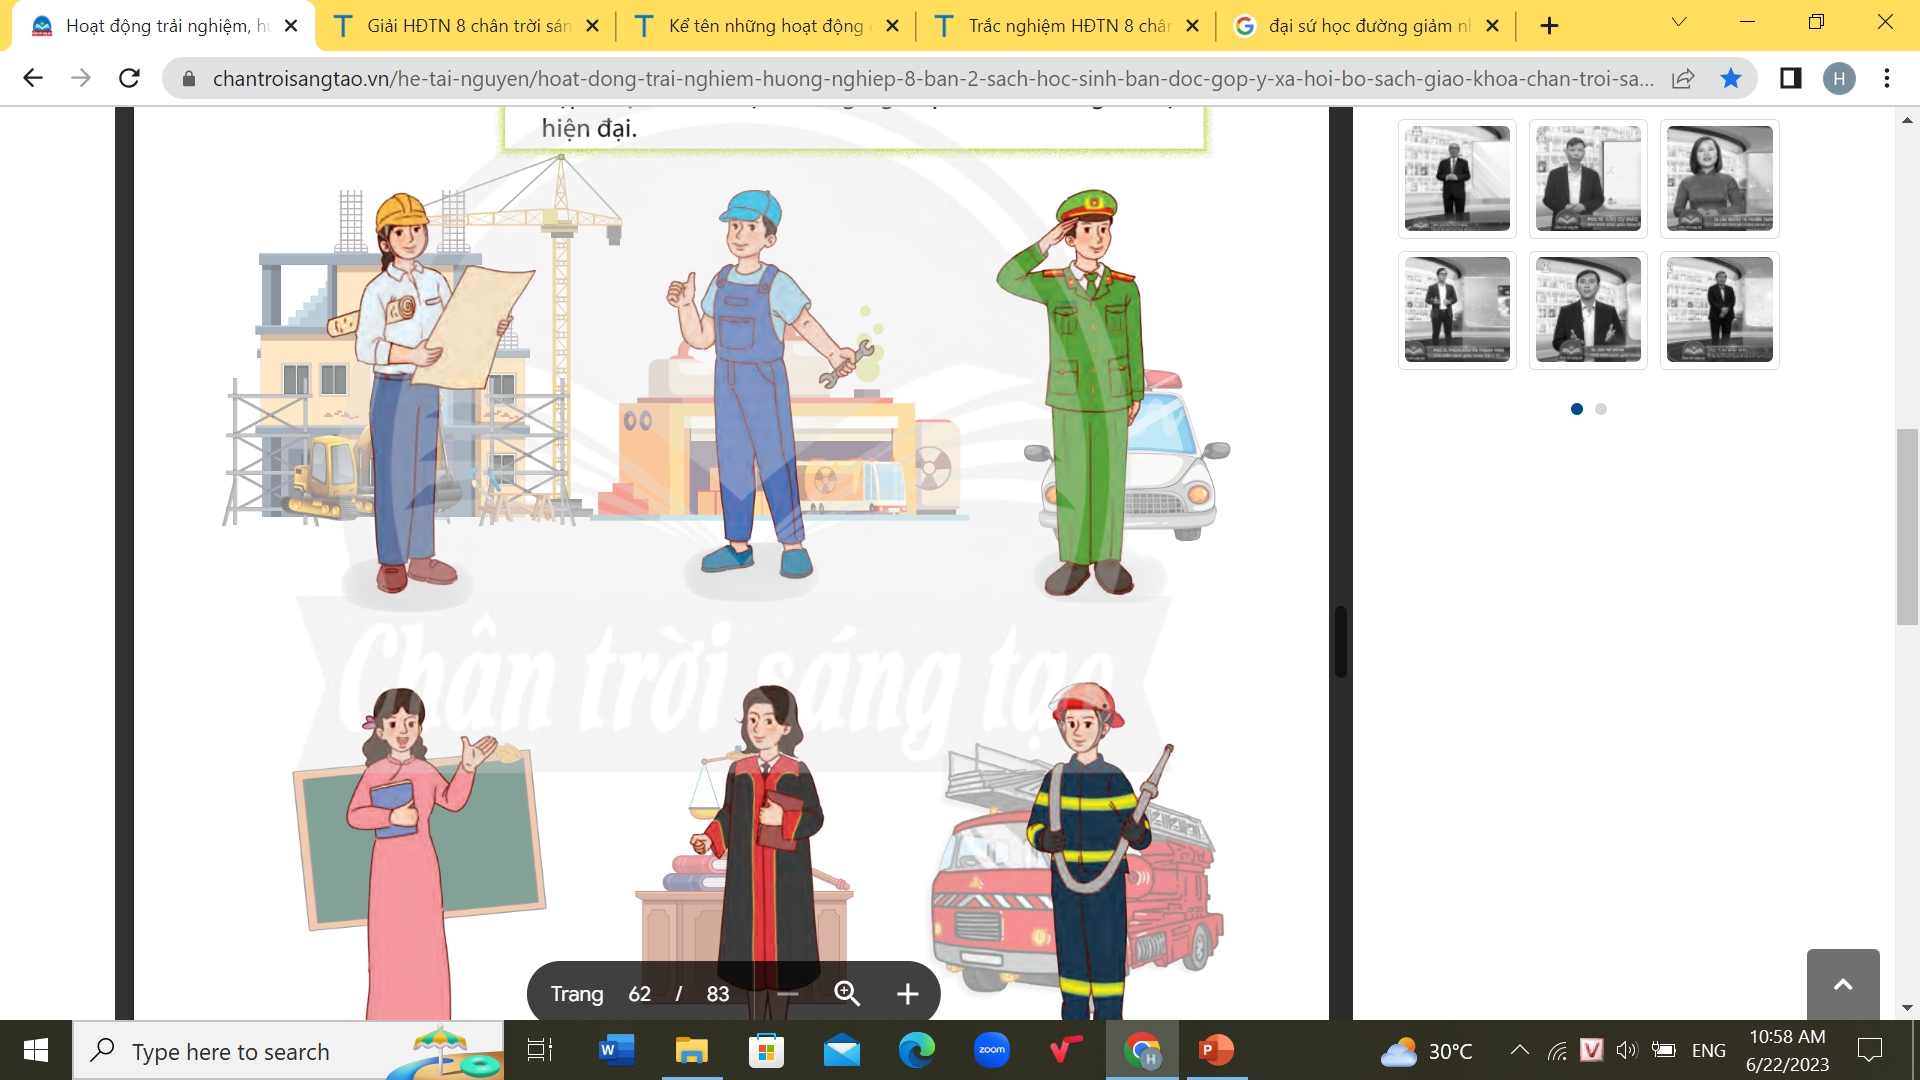 Hoạt động trải nghiệm, hư
Giải HĐTN 8 chân trời sán
Kể tên những hoạt động c
Trắc nghiệm HĐTN 8 chân
đại sứ học đường giảm nh
chantroisangtao.vn/he-tai-nguyen/hoat-dong-trai-nghiem-huong-nghiep-8-ban-2-sach-hoc-sinh-ban-doc-gop-y-xa-hoi-bo-sach-giao-khoa-chan-troi-sa...
H
hiện đại.
Chân trời sáng tạo
Trang 62 / 83
Type here to search
zoom
30°C
ENG
10:58 AM
6/22/2023